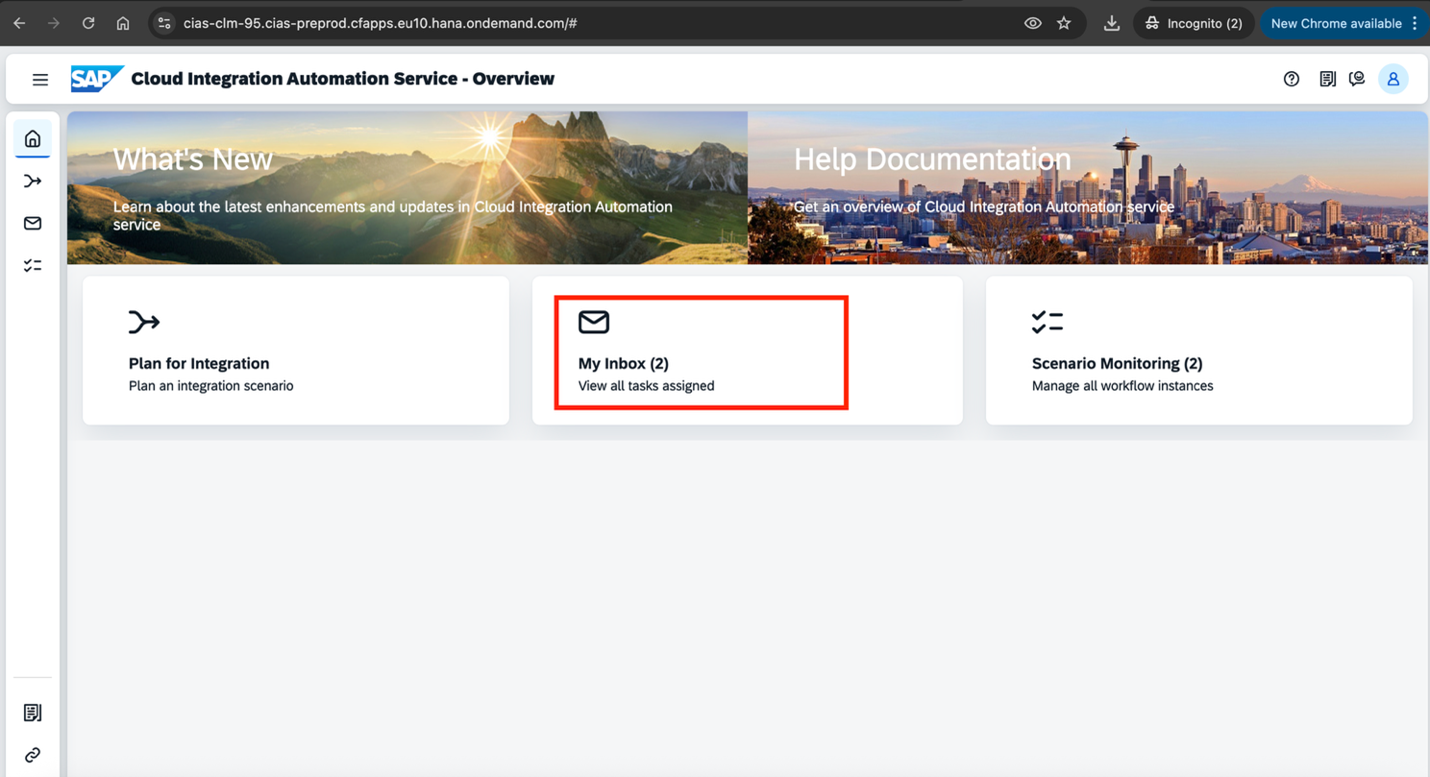 cias-clm-95.cias-preprod.cfapps.eu10.hana.ondemand.com/#
Incognito (2)
New Chrome available
SAP
Cloud Integration Automation Service - Overview
What's New
Learn about the latest enhancements and updates in Cloud Integration Automation
service
Help Documentation
Get an overview of Cloud Integration Automation service
Plan for Integration
Plan an integration scenario
My Inbox (2)
View all tasks assigned
Scenario Monitoring (2)
Manage all workflow instances